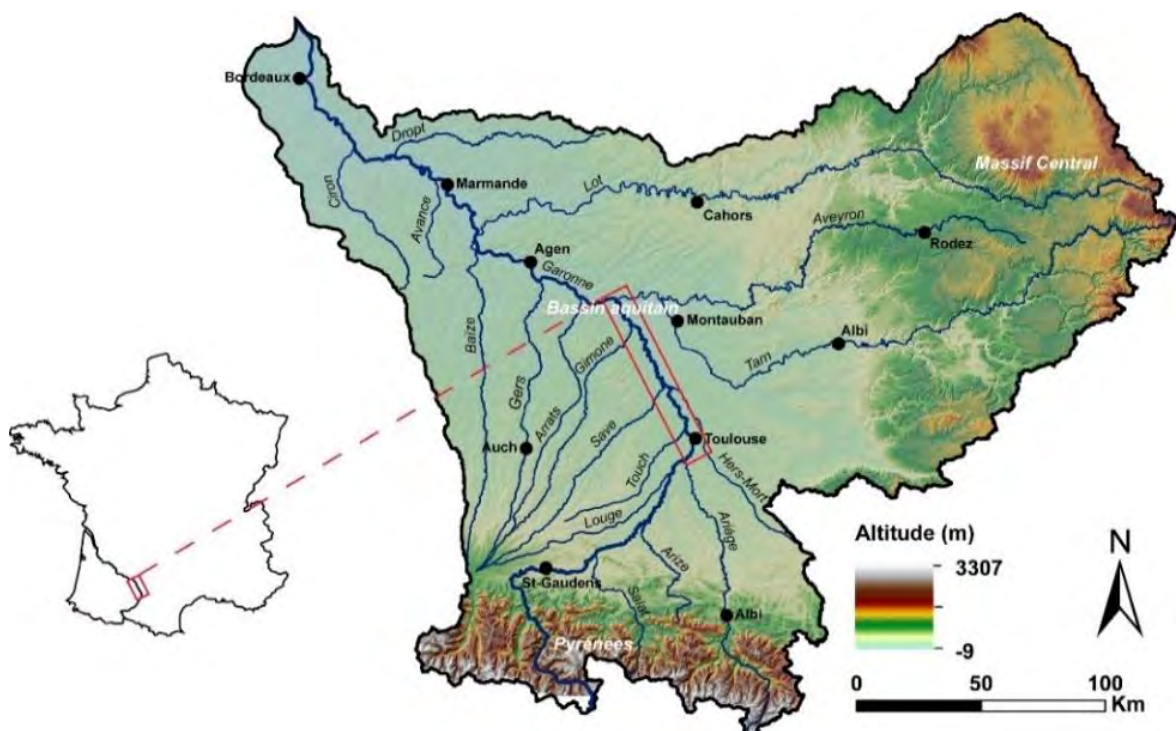 Bordeaux
Dropt
Massif Central
Ciron
Avance
Marmande
Lot
Cahors
Aveyron
Rodez
Agen
Garonne
Bassin aquitain
Montauban
Albi
Tarn
Baïze
Gers
Arrats
Gimone
Save
Auch
Touch
Toulouse
Hers-Mort
Louge
Ariège
Arize
St-Gaudens
Salat
Albi
Pyrénees
Altitude (m)
3307
-9
N
0 50 100
Km